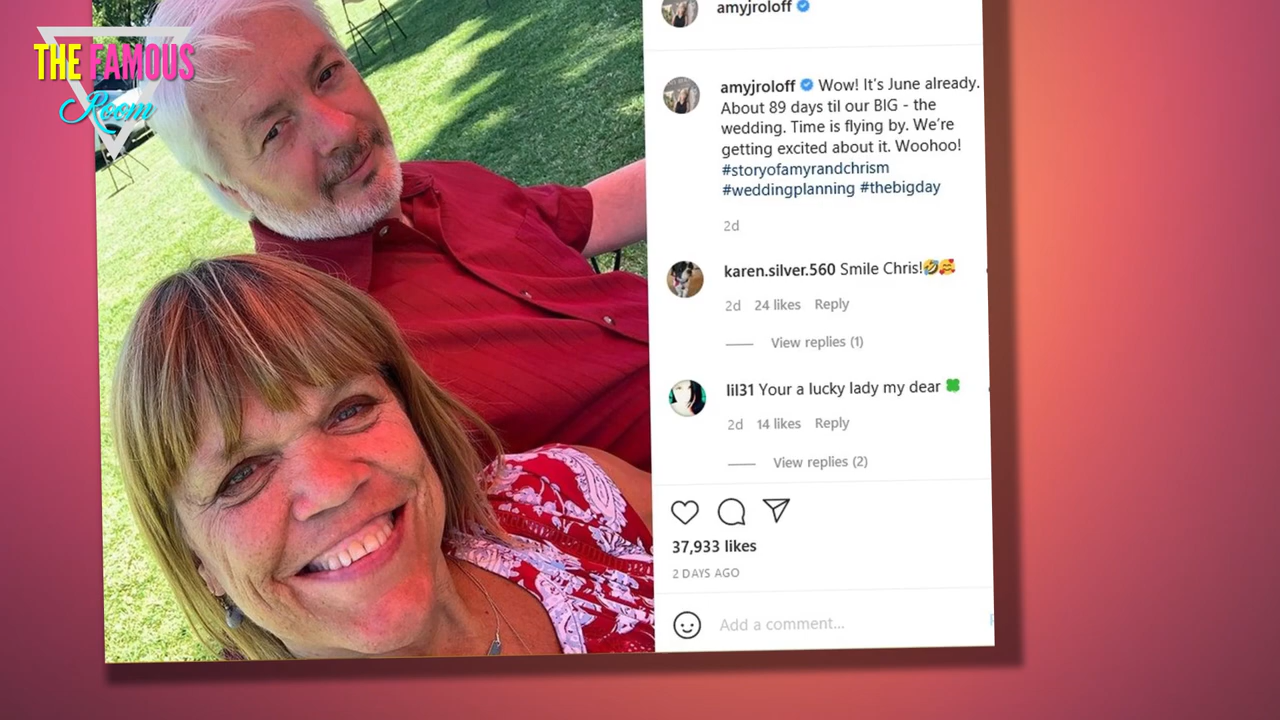 THE FAMOUS
Room
amyjroloff
amyjroloff Wow! It's June already.
About 89 days til our BIG - the
wedding. Time is flying by. We're
getting excited about it. Woohoo!
#storyofamyrandchrism
#weddingplanning #thebigday
2d
karen.silver.560 Smile Chris!🤣🥰
2d 24 likes Reply
View replies (1)
lil31 Your a lucky lady my dear 🍀
2d 14 likes Reply
View replies (2)
37,933 likes
2 DAYS AGO
Add a comment...